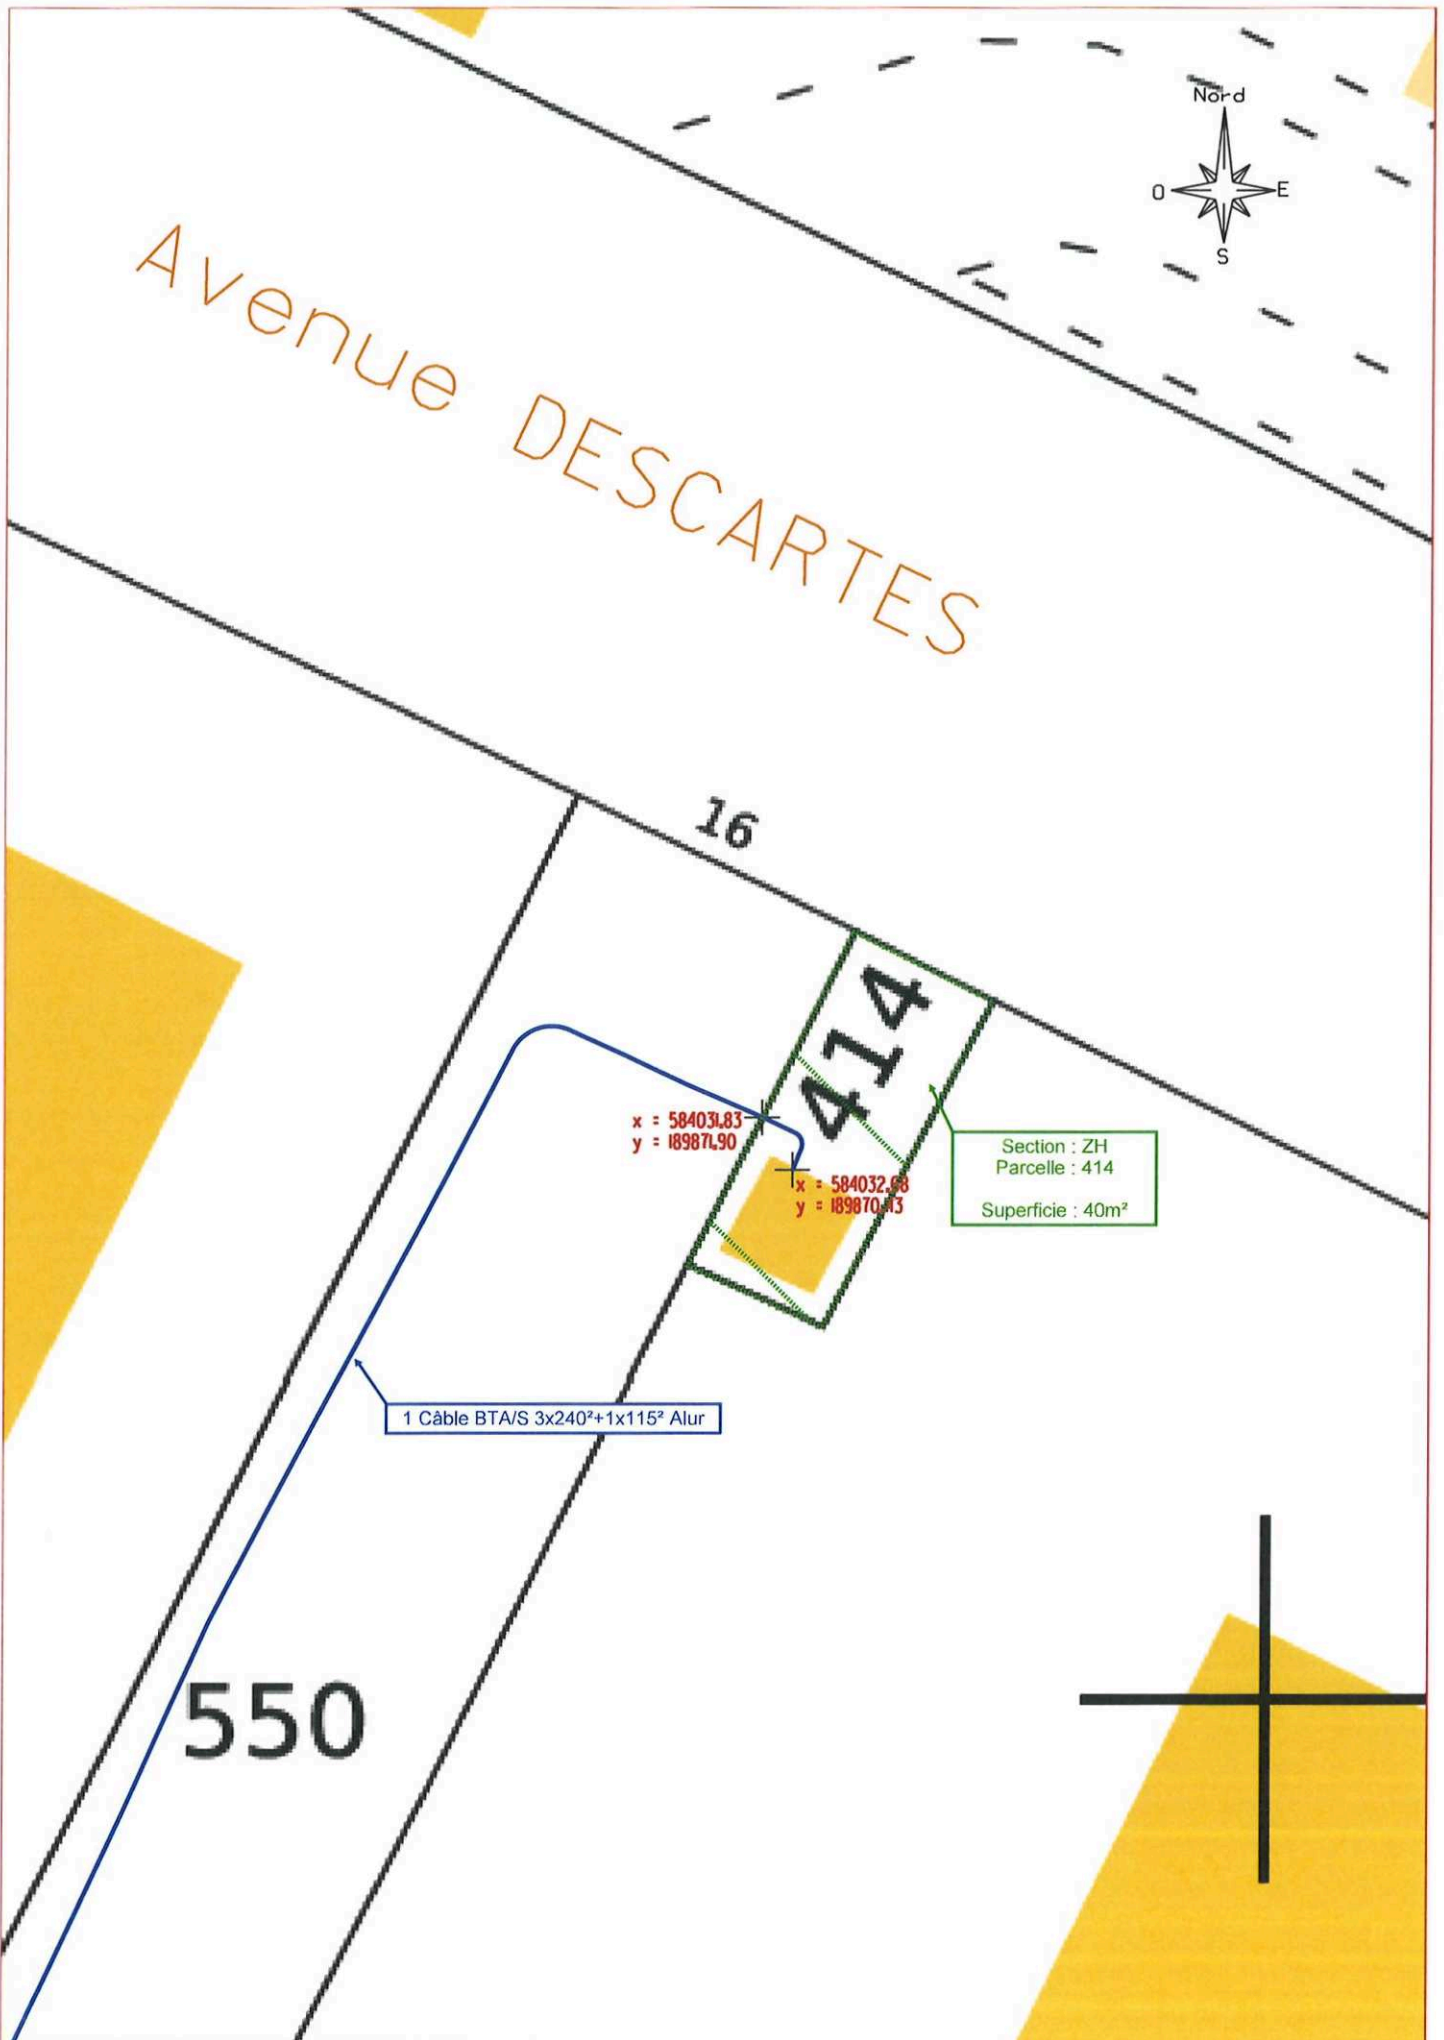 Nord
O
E
S
Avenue DESCARTES
16
414
x = 584031,83
y = 189871,90
x = 584032,68
y = 189870,13
Section : ZH
Parcelle : 414
Superficie : 40m²
1 Câble BTA/S 3x240²+1x115² Alur
550